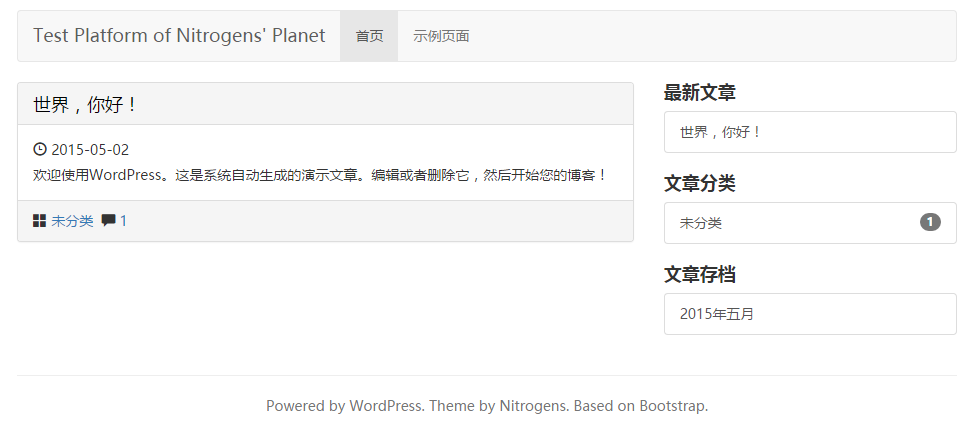 Test Platform of Nitrogens' Planet 首页 示例页面
世界，你好！
2015-05-02
欢迎使用WordPress。这是系统自动生成的演示文章。编辑或者删除它，然后开始您的博客！
未分类 1
最新文章
世界，你好！
文章分类
未分类 1
文章存档
2015年五月
Powered by WordPress. Theme by Nitrogens. Based on Bootstrap.